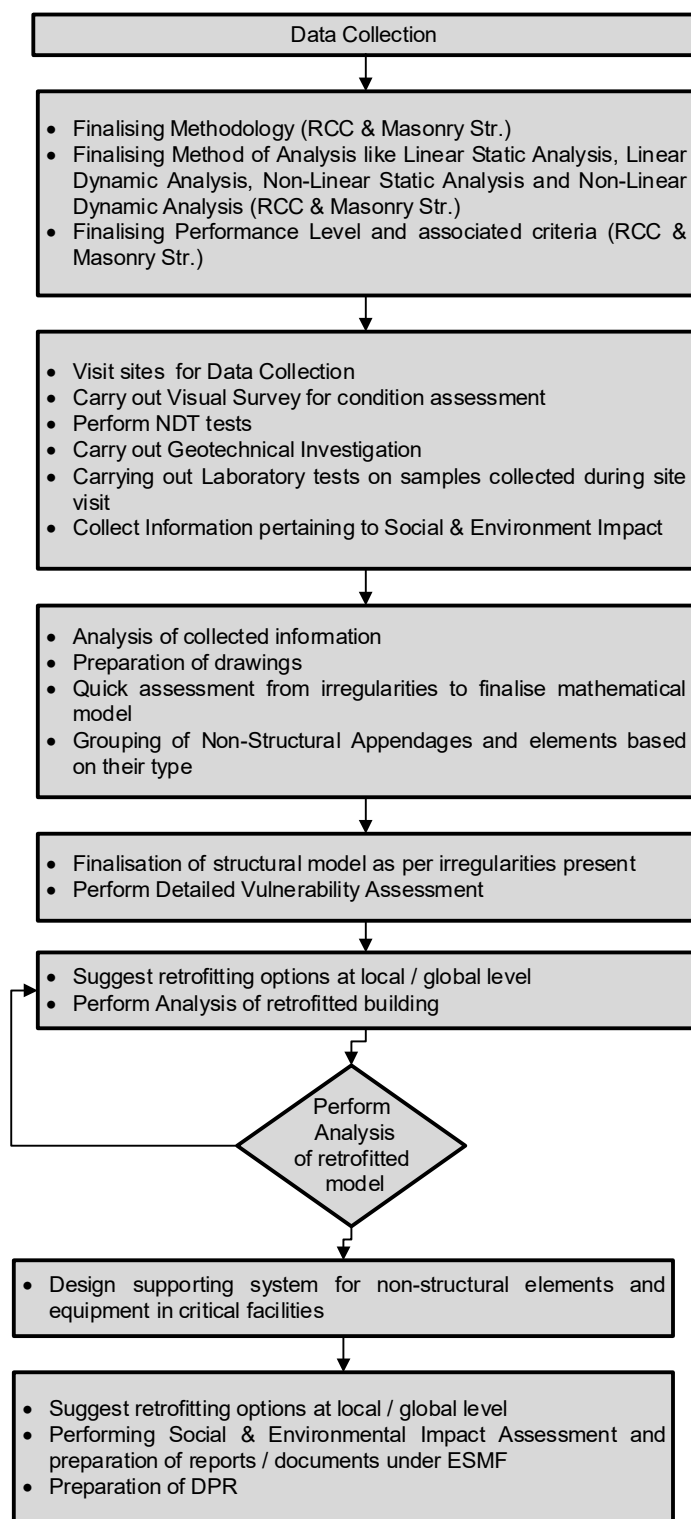 Data Collection
• Finalising Methodology (RCC & Masonry Str.)
• Finalising Method of Analysis like Linear Static Analysis, Linear
Dynamic Analysis, Non-Linear Static Analysis and Non-Linear
Dynamic Analysis (RCC & Masonry Str.)
• Finalising Performance Level and associated criteria (RCC &
Masonry Str.)
• Visit sites for Data Collection
• Carry out Visual Survey for condition assessment
• Perform NDT tests
• Carry out Geotechnical Investigation
• Carrying out Laboratory tests on samples collected during site
visit
• Collect Information pertaining to Social & Environment Impact
• Analysis of collected information
• Preparation of drawings
• Quick assessment from irregularities to finalise mathematical
model
• Grouping of Non-Structural Appendages and elements based
on their type
• Finalisation of structural model as per irregularities present
• Perform Detailed Vulnerability Assessment
• Suggest retrofitting options at local / global level
• Perform Analysis of retrofitted building
Perform
Analysis
of retrofitted
model
• Design supporting system for non-structural elements and
equipment in critical facilities
• Suggest retrofitting options at local / global level
• Performing Social & Environmental Impact Assessment and
preparation of reports / documents under ESMF
• Preparation of DPR